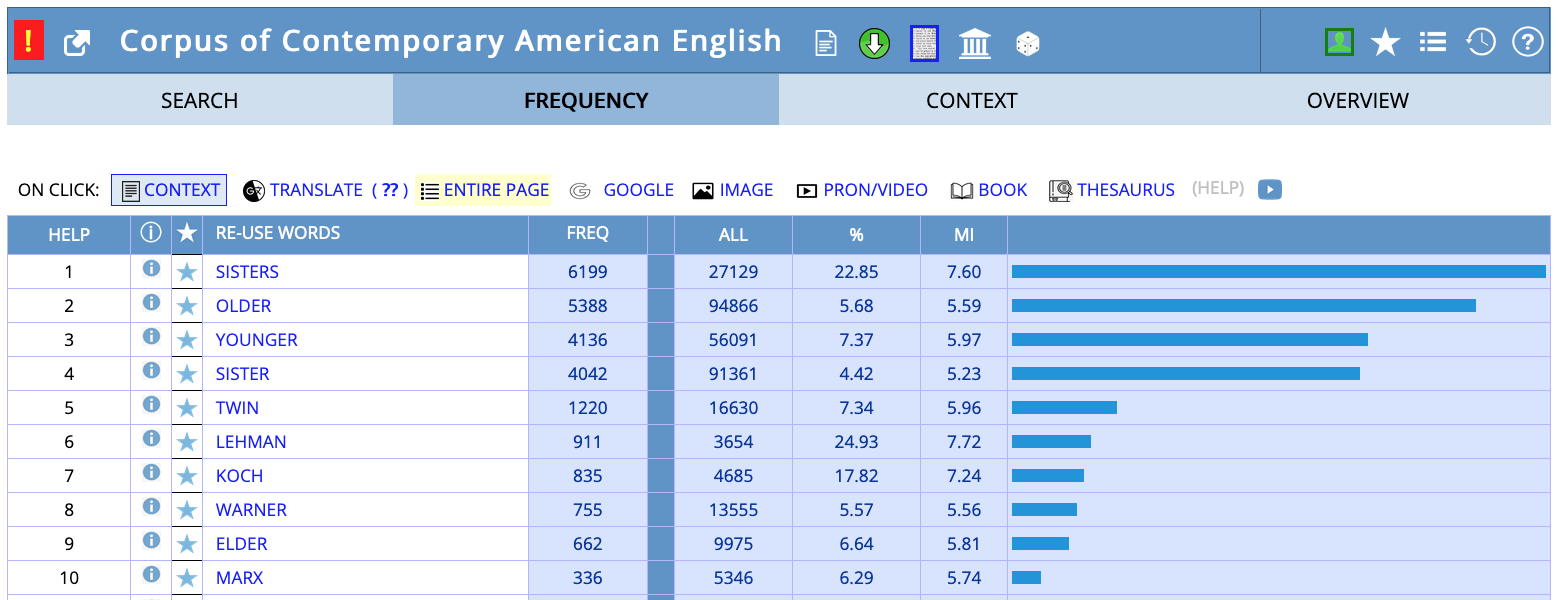 ! Corpus of Contemporary American English ?
SEARCH FREQUENCY CONTEXT OVERVIEW
ON CLICK: CONTEXT TRANSLATE ( ?? ) ENTIRE PAGE G GOOGLE IMAGE PRON/VIDEO BOOK THESAURUS (HELP)
HELP i RE-USE WORDS FREQ ALL % MI
1 i SISTERS 6199 27129 22.85 7.60
2 i OLDER 5388 94866 5.68 5.59
3 i YOUNGER 4136 56091 7.37 5.97
4 i SISTER 4042 91361 4.42 5.23
5 i TWIN 1220 16630 7.34 5.96
6 i LEHMAN 911 3654 24.93 7.72
7 i KOCH 835 4685 17.82 7.24
8 i WARNER 755 13555 5.57 5.56
9 i ELDER 662 9975 6.64 5.81
10 i MARX 336 5346 6.29 5.74